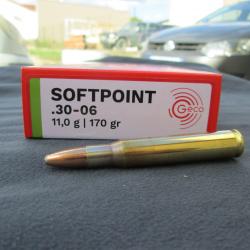 SOFTPOINT
.30-06
11,0 g | 170 gr
Geco